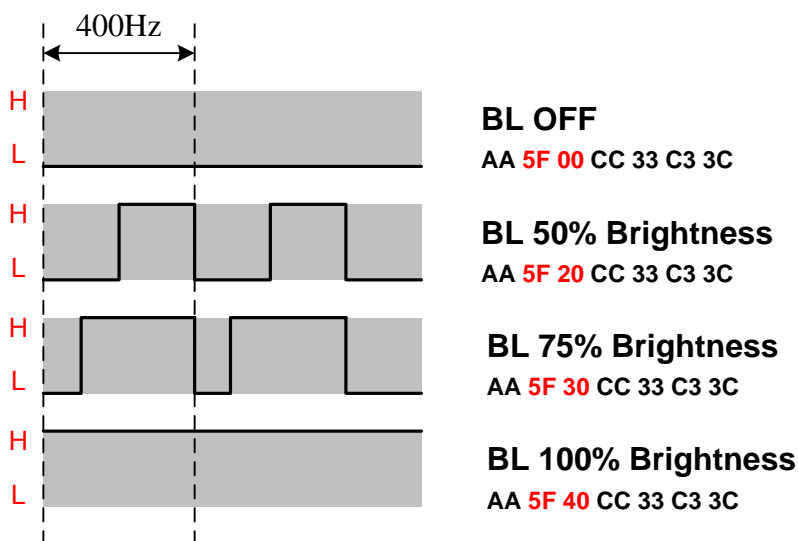 400Hz
H
L
BL OFF
AA 5F 00 CC 33 C3 3C
H
L
BL 50% Brightness
AA 5F 20 CC 33 C3 3C
H
L
BL 75% Brightness
AA 5F 30 CC 33 C3 3C
H
L
BL 100% Brightness
AA 5F 40 CC 33 C3 3C